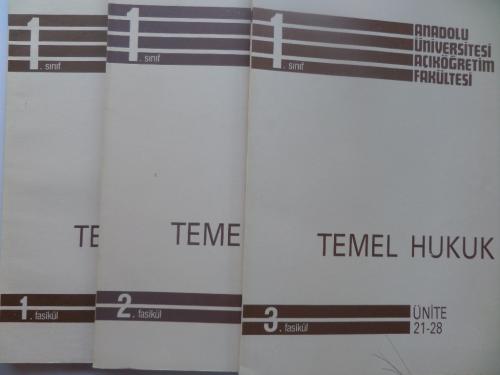 1. sınıf
TE
1. fasikül
1. sınıf
TEME
2. fasikül
1. sınıf
ANADOLU
ÜNİVERSİTESİ
AÇIKÖĞRETİM
FAKÜLTESİ
TEMEL HUKUK
3. fasikül
ÜNİTE
21-28